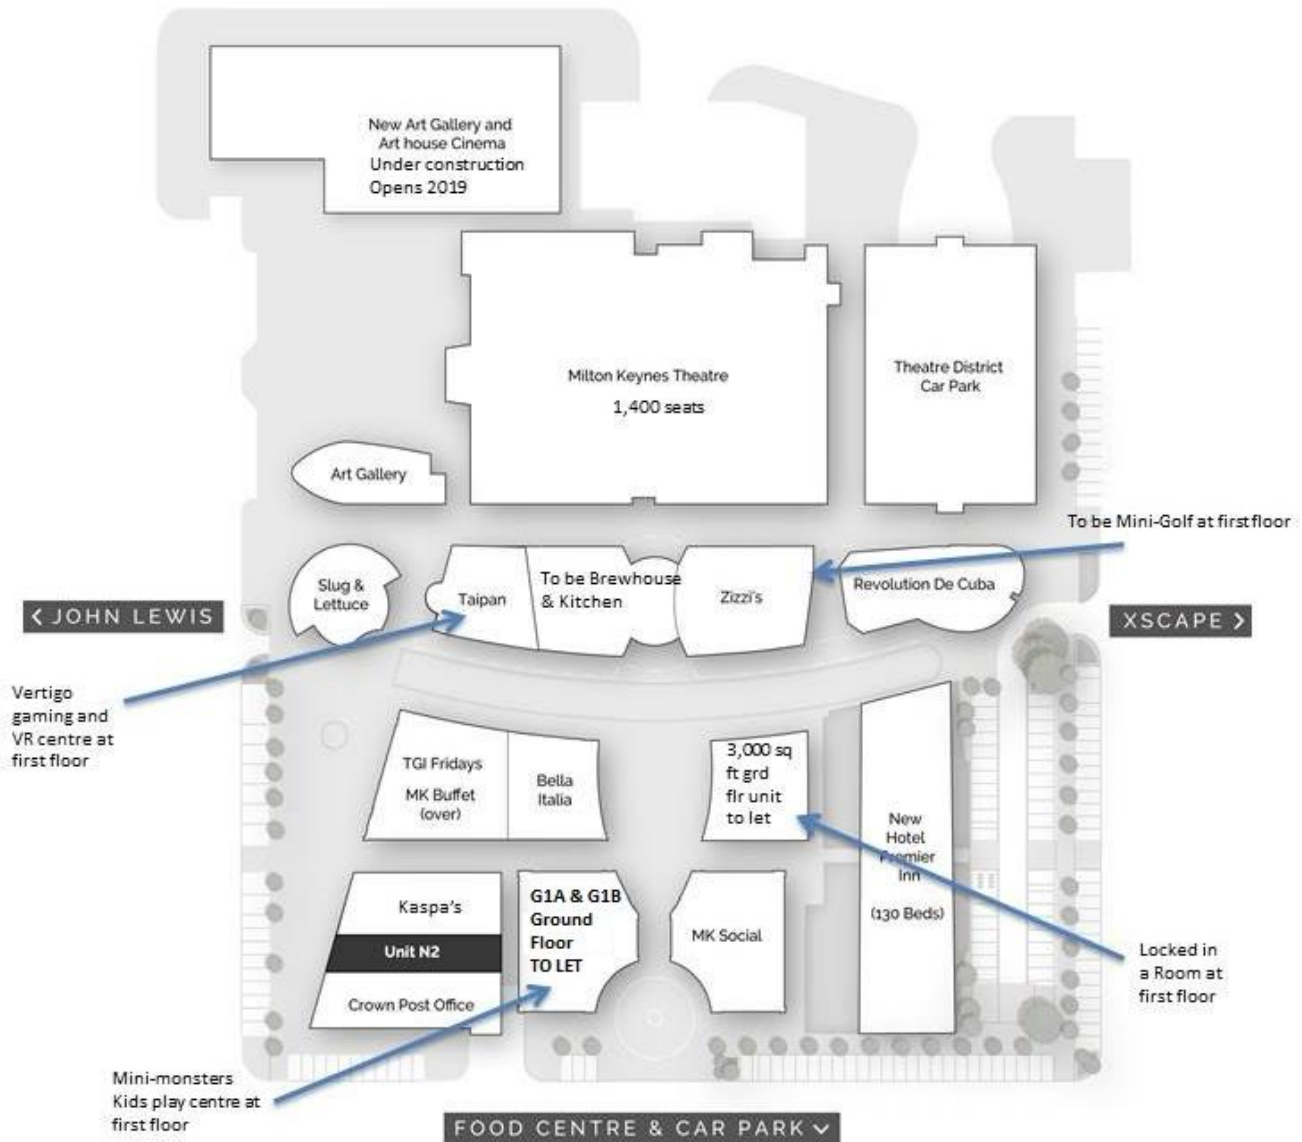 New Art Gallery and
Art house Cinema
Under construction
Opens 2019
Milton Keynes Theatre
1,400 seats
Theatre District
Car Park
Art Gallery
To be Mini-Golf at first floor
Slug &
Lettuce
Taipan
To be Brewhouse
& Kitchen
Zizzi's
Revolution De Cuba
< JOHN LEWIS
XSCAPE >
Vertigo
gaming and
VR centre at
first floor
TGI Fridays
MK Buffet
(over)
Bella
Italia
3,000 sq
ft grd
flr unit
to let
New
Hotel
Premier
Inn
(130 Beds)
Kaspa's
Unit N2
Crown Post Office
G1A & G1B
Ground
Floor
TO LET
MK Social
Locked in
a Room at
first floor
Mini-monsters
Kids play centre at
first floor
FOOD CENTRE & CAR PARK